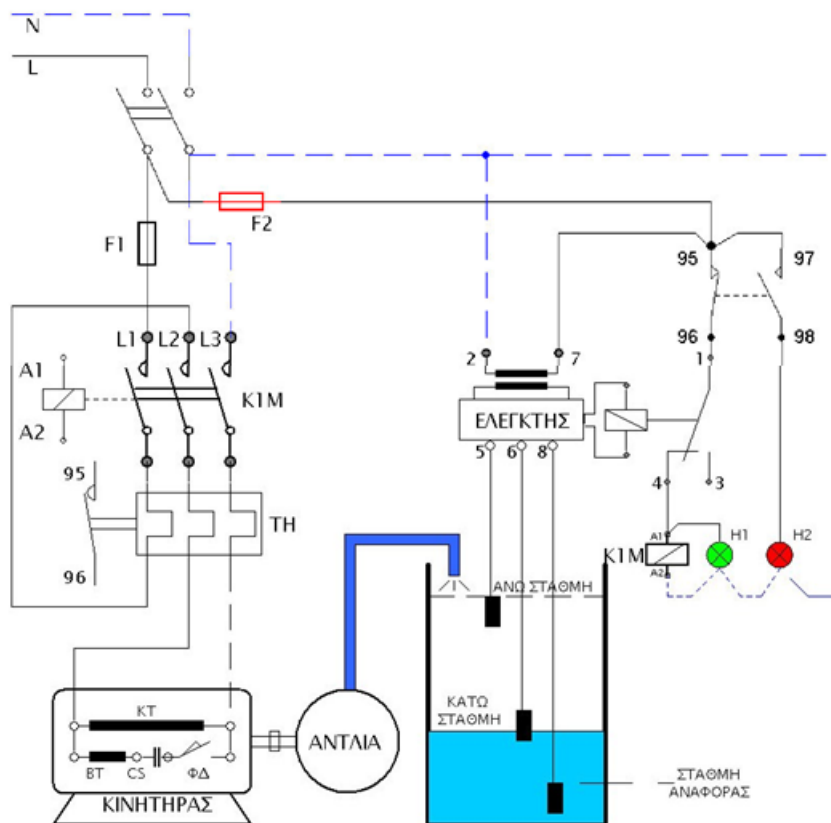 N
L
F2
F1
95
97
L1
L2
L3
96
98
2
7
1
A1
K1M
ΕΛΕΓΚΤΗΣ
A2
5
6
8
95
4
3
TH
H1
H2
A1
K1M
A2
96
ΑΝΩ ΣΤΑΘΜΗ
ΚΑΤΩ
ΣΤΑΘΜΗ
ΚΤ
ΑΝΤΛΙΑ
ΒΤ
CS
ΦΔ
ΣΤΑΘΜΗ
ΑΝΑΦΟΡΑΣ
ΚΙΝΗΤΗΡΑΣ